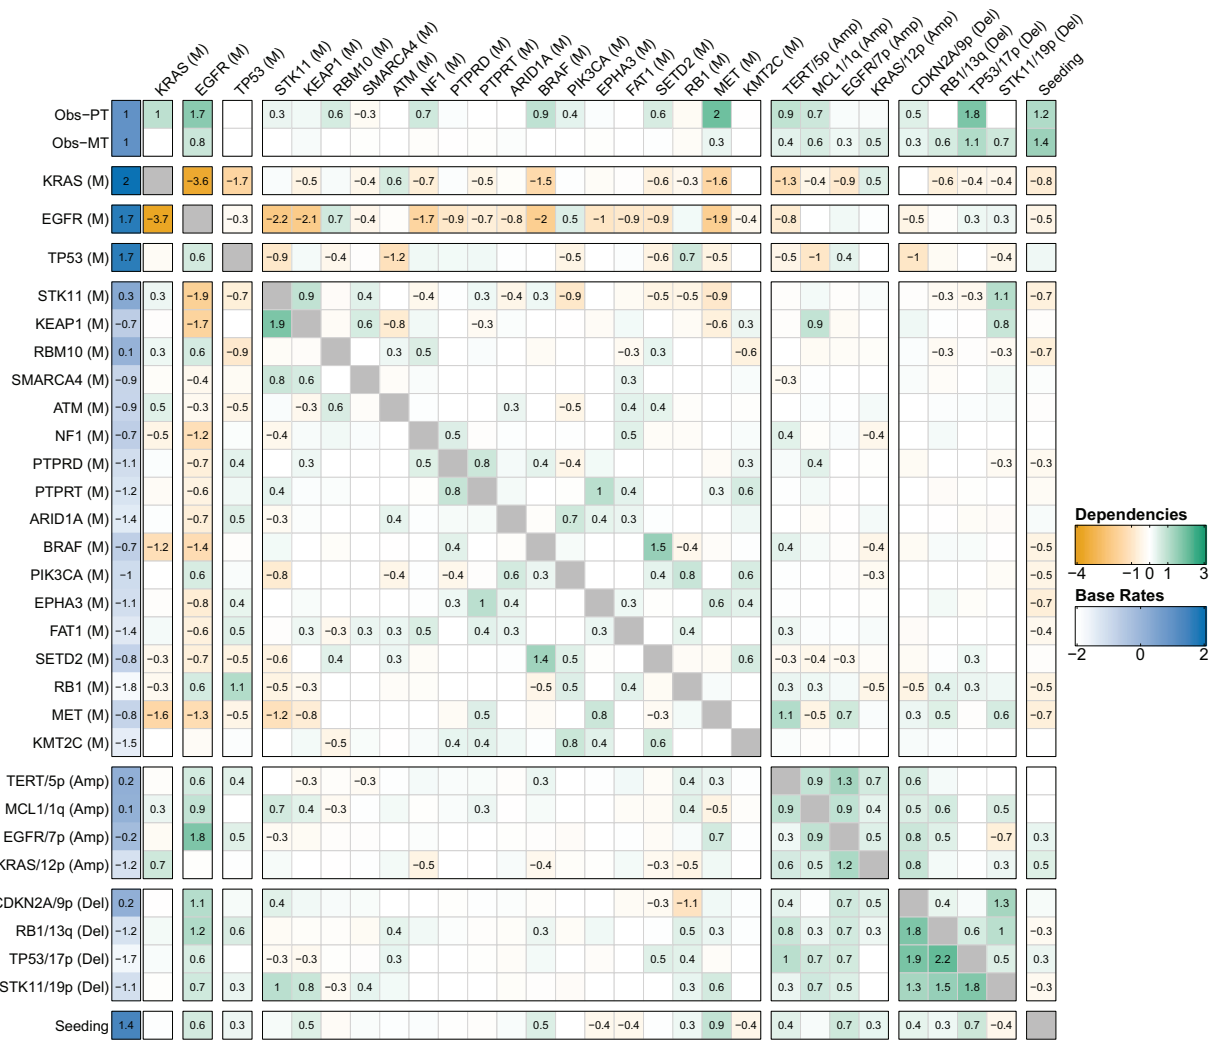 KRAS (M) EGFR (M) TP53 (M) STK11 (M) KEAP1 (M) RBM10 (M) SMARCA4 (M) ATM (M) NF1 (M) PTPRD (M) PTPRT (M) ARID1A (M) BRAF (M) PIK3CA (M) EPHA3 (M) FAT1 (M) SETD2 (M) RB1 (M) MET (M) KMT2C (M) TERT/5p (Amp) MCL1/1q (Amp) EGFR/7p (Amp) KRAS/12p (Amp) CDKN2A/9p (Del) RB1/13q (Del) TP53/17p (Del) STK11/19p (Del) Seeding
Obs−PT 1 1 1.7 0.3 0.6 −0.3 0.7 0.9 0.4 0.6 2 0.9 0.7 0.5 1.8 1.2
Obs−MT 1 0.8 0.3 0.4 0.6 0.3 0.5 0.3 0.6 1.1 0.7 1.4
KRAS (M) 2 −3.6 −1.7 −0.5 −0.4 0.6 −0.7 −0.5 −1.5 −0.6 −0.3 −1.6 −1.3 −0.4 −0.9 0.5 −0.6 −0.4 −0.4 −0.8
EGFR (M) 1.7 −3.7 −0.3 −2.2 −2.1 0.7 −0.4 −1.7 −0.9 −0.7 −0.8 −2 0.5 −1 −0.9 −0.9 −1.9 −0.4 −0.8 −0.5 0.3 0.3 −0.5
TP53 (M) 1.7 0.6 −0.9 −0.4 −1.2 −0.5 −0.6 0.7 −0.5 −0.5 −1 0.4 −1 −0.4
STK11 (M) 0.3 0.3 −1.9 −0.7 0.9 0.4 −0.4 0.3 −0.4 0.3 −0.9 −0.5 −0.5 −0.9 −0.3 −0.3 1.1 −0.7
KEAP1 (M) −0.7 −1.7 1.9 0.6 −0.8 −0.3 −0.6 0.3 0.9 0.8
RBM10 (M) 0.1 0.3 0.6 −0.9 0.3 0.5 −0.3 0.3 −0.6 −0.3 −0.3 −0.7
SMARCA4 (M) −0.9 −0.4 0.8 0.6 0.3 −0.3
ATM (M) −0.9 0.5 −0.3 −0.5 −0.3 0.6 0.3 −0.5 0.4 0.4
NF1 (M) −0.7 −0.5 −1.2 −0.4 0.5 0.5 0.4 −0.4
PTPRD (M) −1.1 −0.7 0.4 0.3 0.5 0.8 0.4 −0.4 0.3 0.4 −0.3 −0.3
PTPRT (M) −1.2 −0.6 0.4 0.8 1 0.4 0.3 0.6
ARID1A (M) −1.4 −0.7 0.5 −0.3 0.4 0.7 0.4 0.3
BRAF (M) −0.7 −1.2 −1.4 0.4 1.5 −0.4 0.4 −0.4 −0.5
PIK3CA (M) −1 0.6 −0.8 −0.4 −0.4 0.6 0.3 0.4 0.8 0.6 −0.3 −0.5
EPHA3 (M) −1.1 −0.8 0.4 0.3 1 0.4 0.3 0.6 0.4 −0.7
FAT1 (M) −1.4 −0.6 0.5 0.3 −0.3 0.3 0.3 0.5 0.4 0.3 0.3 0.4 0.3 −0.4
SETD2 (M) −0.8 −0.3 −0.7 −0.5 −0.6 0.4 0.3 1.4 0.5 0.6 −0.3 −0.4 −0.3 0.3
RB1 (M) −1.8 −0.3 0.6 1.1 −0.5 −0.3 −0.5 0.5 0.4 0.3 0.3 −0.5 −0.5 0.4 0.3 −0.5
MET (M) −0.8 −1.6 −1.3 −0.5 −1.2 −0.8 0.5 0.8 −0.3 1.1 −0.5 0.7 0.3 0.5 0.6 −0.7
KMT2C (M) −1.5 −0.5 0.4 0.4 0.8 0.4 0.6
TERT/5p (Amp) 0.2 0.6 0.4 −0.3 −0.3 0.3 0.4 0.3 0.9 1.3 0.7 0.6
MCL1/1q (Amp) 0.1 0.3 0.9 0.7 0.4 −0.3 0.3 0.4 −0.5 0.9 0.9 0.4 0.5 0.6 0.5
EGFR/7p (Amp) −0.2 1.8 0.5 −0.3 0.7 0.3 0.9 0.5 0.8 0.5 −0.7 0.3
KRAS/12p (Amp) −1.2 0.7 −0.5 −0.4 −0.3 −0.5 0.6 0.5 1.2 0.8 0.3 0.5
CDKN2A/9p (Del) 0.2 1.1 0.4 −0.3 −1.1 0.4 0.7 0.5 0.4 1.3
RB1/13q (Del) −1.2 1.2 0.6 0.4 0.3 0.5 0.3 0.8 0.3 0.7 0.3 1.8 0.6 1 −0.3
TP53/17p (Del) −1.7 0.6 −0.3 −0.3 0.3 0.5 0.4 1 0.7 0.7 1.9 2.2 0.5 0.3
STK11/19p (Del) −1.1 0.7 0.3 1 0.8 −0.3 0.4 0.3 0.6 0.3 0.7 0.5 1.3 1.5 1.8 −0.3
Seeding 1.4 0.6 0.3 0.5 0.5 −0.4 −0.4 0.3 0.9 −0.4 0.4 0.7 0.3 0.4 0.3 0.7 −0.4
Dependencies
−4 −1 0 1 3
Base Rates
−2 0 2